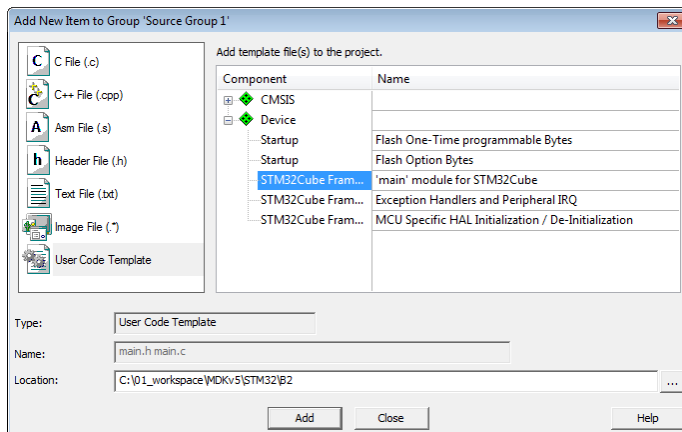 Add New Item to Group 'Source Group 1'
Add template file(s) to the project.
C File (.c)
C++ File (.cpp)
Asm File (.s)
Header File (.h)
Text File (.txt)
Image File (.*)
User Code Template
Component Name
CMSIS
Device
Startup Flash One-Time programmable Bytes
Startup Flash Option Bytes
STM32Cube Fram... 'main' module for STM32Cube
STM32Cube Fram... Exception Handlers and Peripheral IRQ
STM32Cube Fram... MCU Specific HAL Initialization / De-Initialization
Type: User Code Template
Name: main.h main.c
Location: C:\01_workspace\MDKv5\STM32\B2 ...
Add Close Help